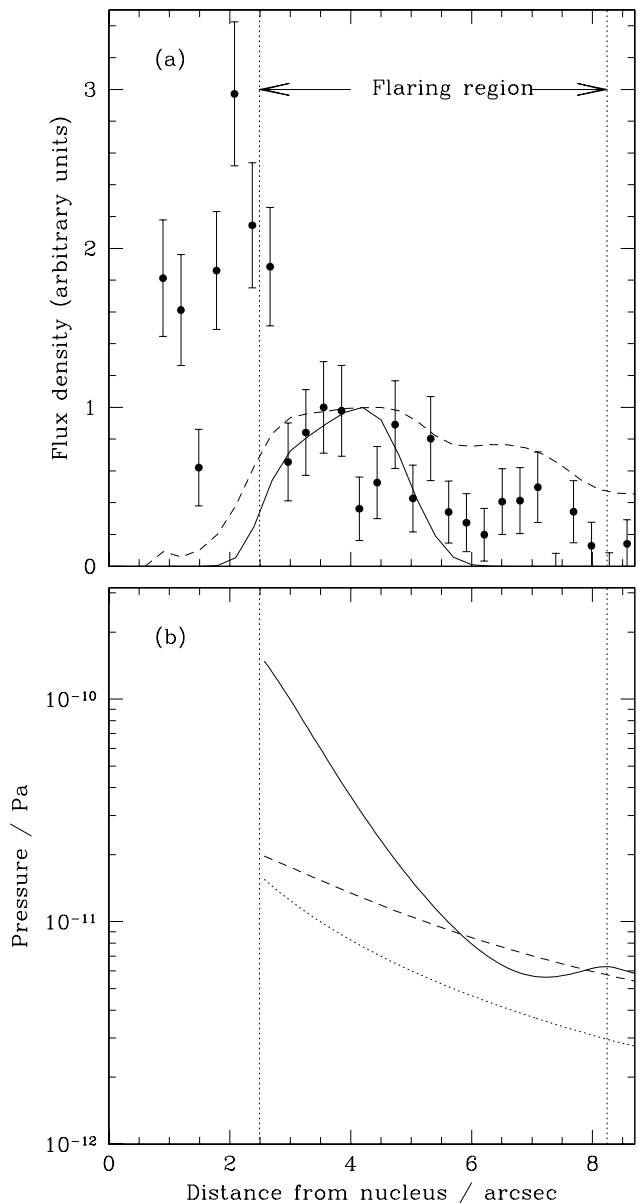 (a)
Flaring region
Flux density (arbitrary units)
3
2
1
0
(b)
10⁻¹⁰
10⁻¹¹
10⁻¹²
Pressure / Pa
0 2 4 6 8
Distance from nucleus / arcsec